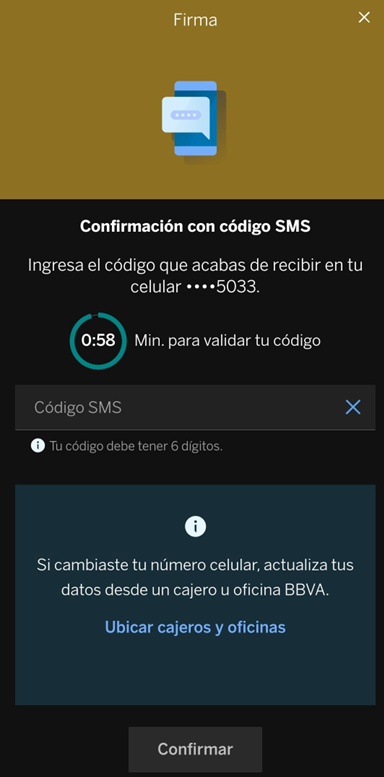 Firma
Confirmación con código SMS
Ingresa el código que acabas de recibir en tu
celular ••••5033.
0:58 Min. para validar tu código
Código SMS
Tu código debe tener 6 dígitos.
Si cambiaste tu número celular, actualiza tus
datos desde un cajero u oficina BBVA.
Ubicar cajeros y oficinas
Confirmar